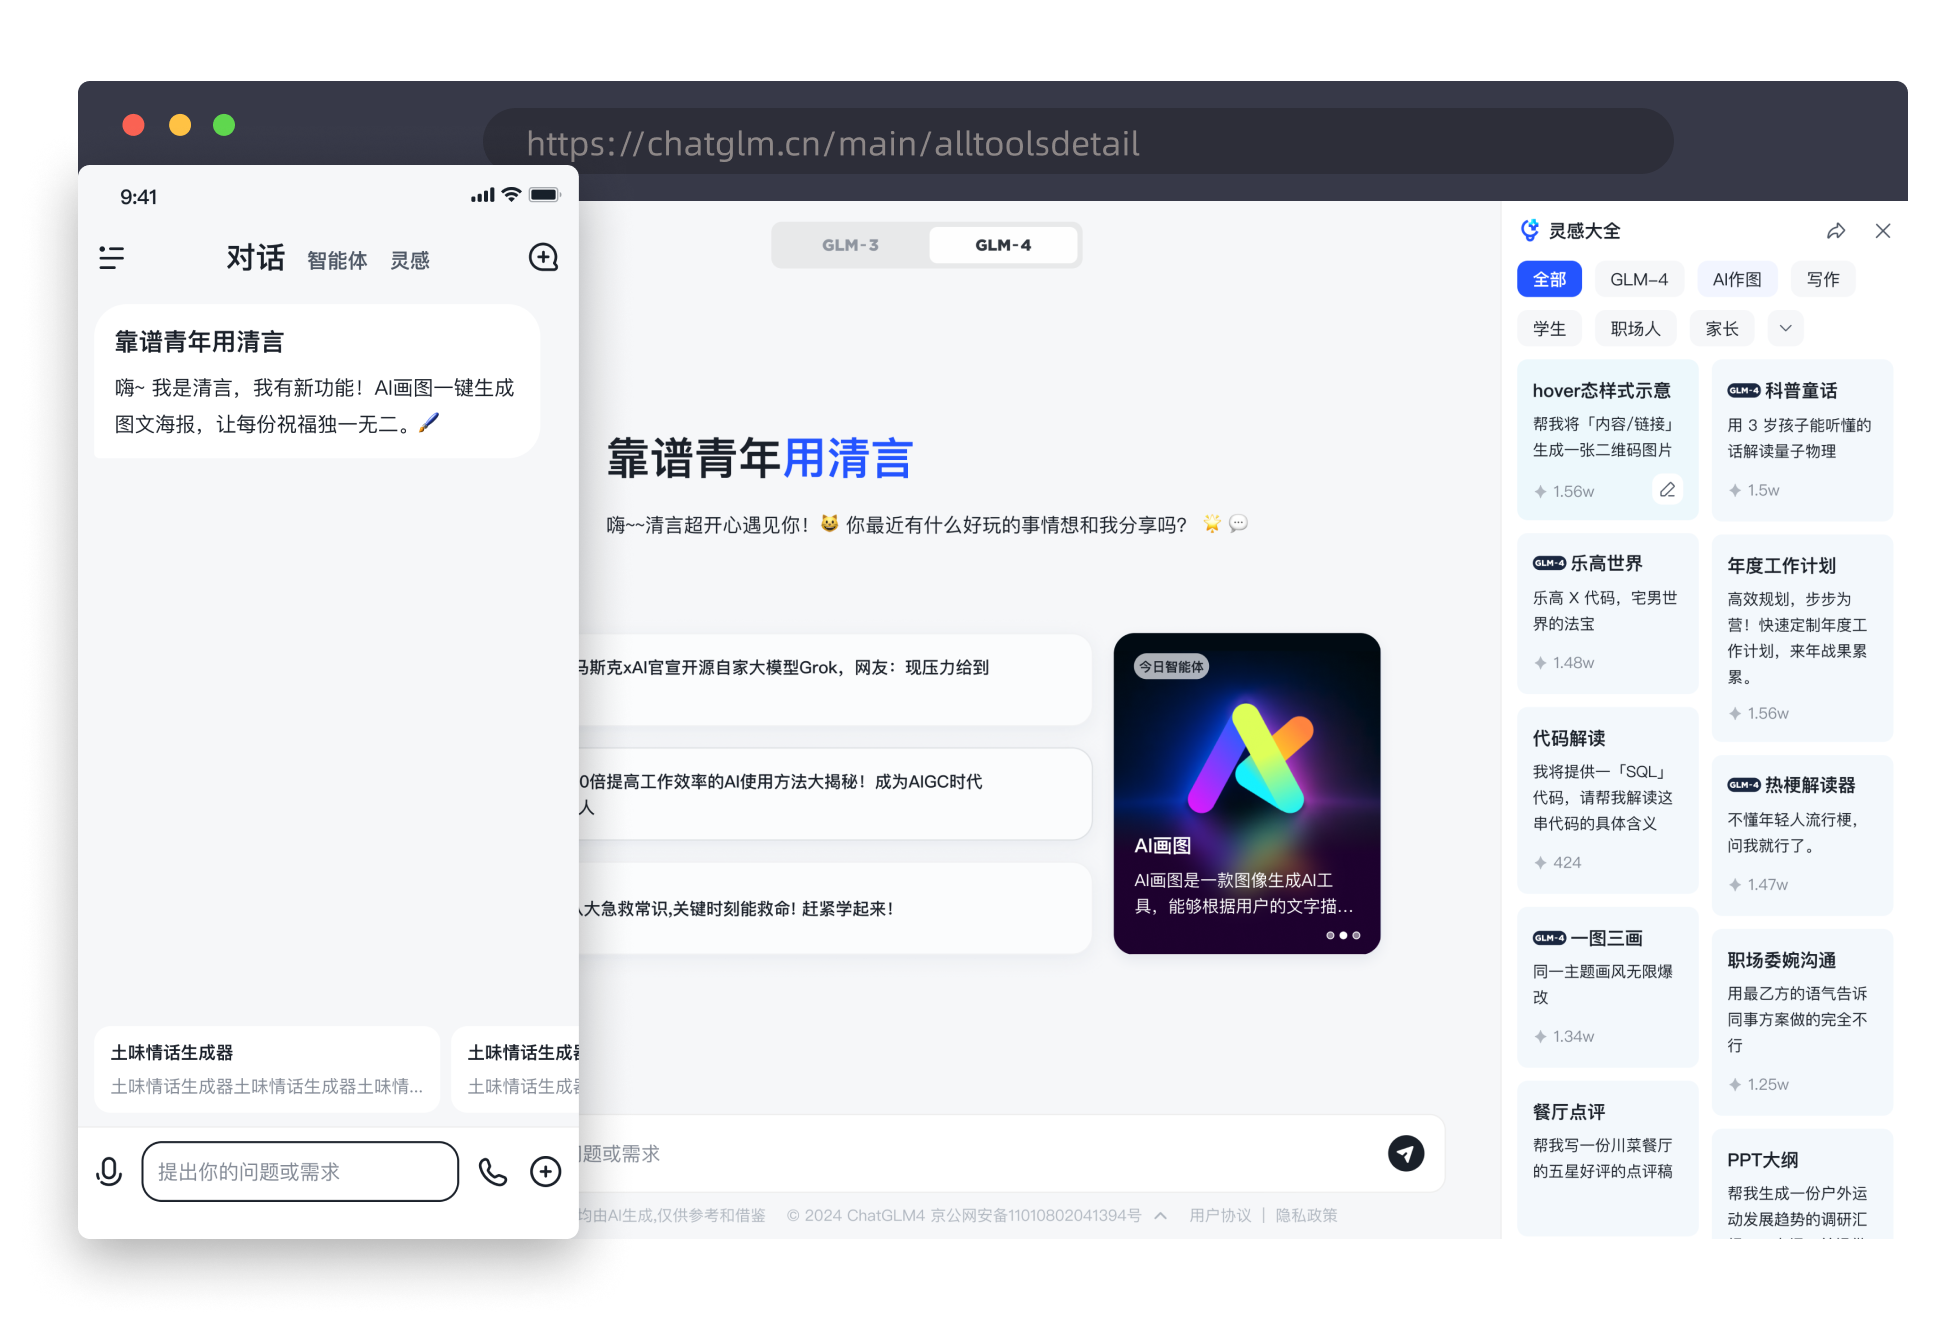 https://chatglm.cn/main/alltoolsdetail
9:41
对话 智能体 灵感
靠谱青年用清言
嗨~ 我是清言，我有新功能！AI画图一键生成
图文海报，让每份祝福独一无二。
土味情话生成器
土味情话生成器土味情话生成器土味情...
土味情话生成器
土味情话生成器
提出你的问题或需求
GLM-3
GLM-4
靠谱青年用清言
嗨~~清言超开心遇见你！ 你最近有什么好玩的事情想和我分享吗？
马斯克xAI官宣开源自家大模型Grok，网友：现压力给到
0倍提高工作效率的AI使用方法大揭秘！成为AIGC时代
人
大急救常识,关键时刻能救命! 赶紧学起来!
今日智能体
AI画图
AI画图是一款图像生成AI工
具，能够根据用户的文字描...
问题或需求
均由AI生成,仅供参考和借鉴 © 2024 ChatGLM4 京公网安备11010802041394号 用户协议 | 隐私政策
灵感大全
全部 GLM-4 AI作图 写作
学生 职场人 家长
hover态样式示意
帮我将「内容/链接」
生成一张二维码图片
1.56w
GLM-4 乐高世界
乐高 X 代码，宅男世
界的法宝
1.48w
代码解读
我将提供一「SQL」
代码，请帮我解读这
串代码的具体含义
424
GLM-4 一图三画
同一主题画风无限爆
改
1.34w
餐厅点评
帮我写一份川菜餐厅
的五星好评的点评稿
GLM-4 科普童话
用 3 岁孩子能听懂的
话解读量子物理
1.5w
年度工作计划
高效规划，步步为
营！快速定制年度工
作计划，来年战果累
累。
1.56w
GLM-4 热梗解读器
不懂年轻人流行梗，
问我就行了。
1.47w
职场委婉沟通
用最乙方的语气告诉
同事方案做的完全不
行
1.25w
PPT大纲
帮我生成一份户外运
动发展趋势的调研汇